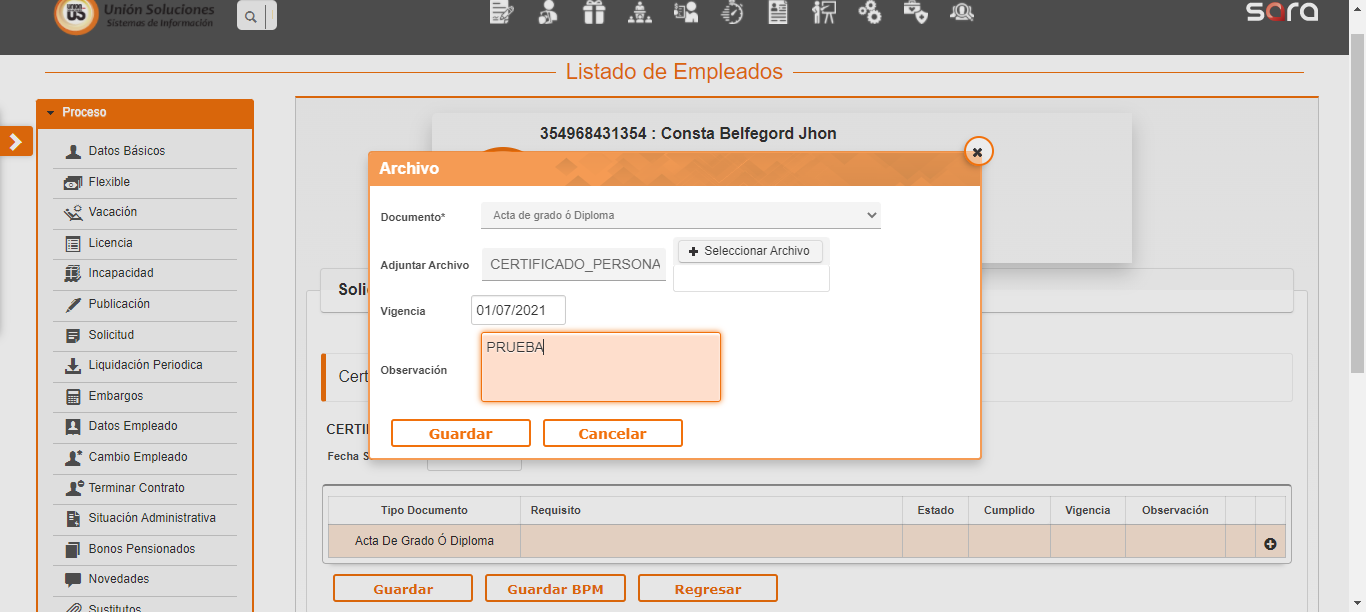 Unión Soluciones
Sistemas de Información
sara
Listado de Empleados
Proceso
Datos Básicos
Flexible
Vacación
Licencia
Incapacidad
Publicación
Solicitud
Liquidación Periodica
Embargos
Datos Empleado
Cambio Empleado
Terminar Contrato
Situación Administrativa
Bonos Pensionados
Novedades
Sustitutos
354968431354 : Consta Belfegord Jhon
Archivo
Documento*
Acta de grado ó Diploma
Adjuntar Archivo
CERTIFICADO_PERSONA
Seleccionar Archivo
Vigencia
01/07/2021
Observación
PRUEBA
Guardar
Cancelar
Soli
Cert
CERTI
Fecha S
Tipo Documento Requisito Estado Cumplido Vigencia Observación
Acta De Grado Ó Diploma
Guardar
Guardar BPM
Regresar